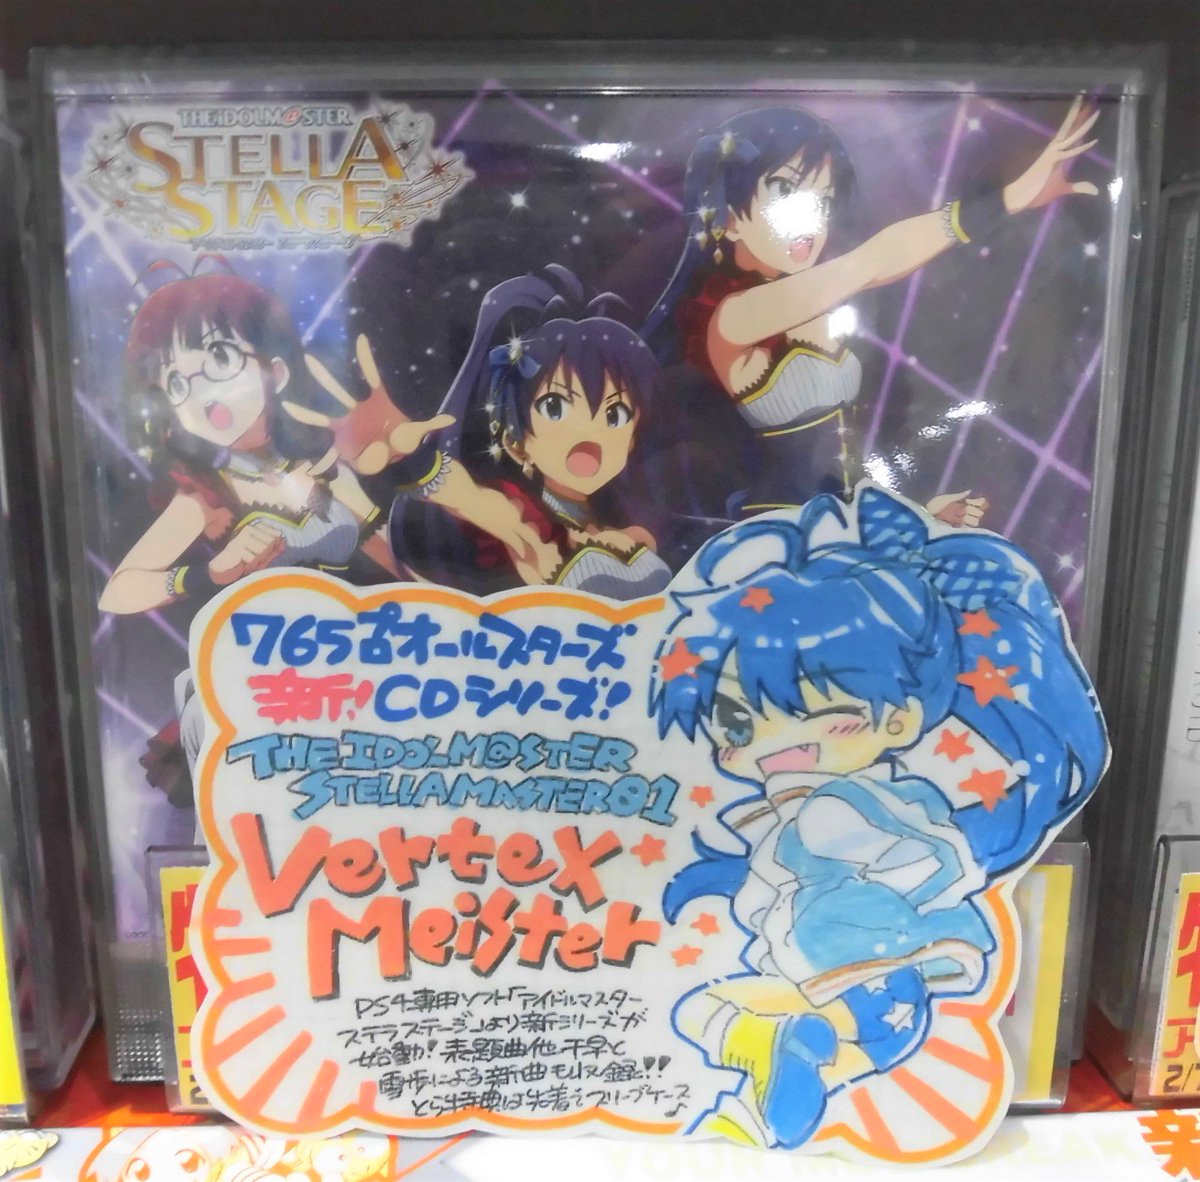 THE IDOLM@STER
STELLA
STAGE
765プロオールスターズ
新!CDシリーズ!
THE IDOLM@STER
STELLA MASTER 01
Vertex
Meister
PS4専用ソフト「アイドルマスター
ステラステージ」より新シリーズが
始動!表題曲他、千早と
雪歩による新曲も収録!!
とら特典は先着でスリーブケース♪